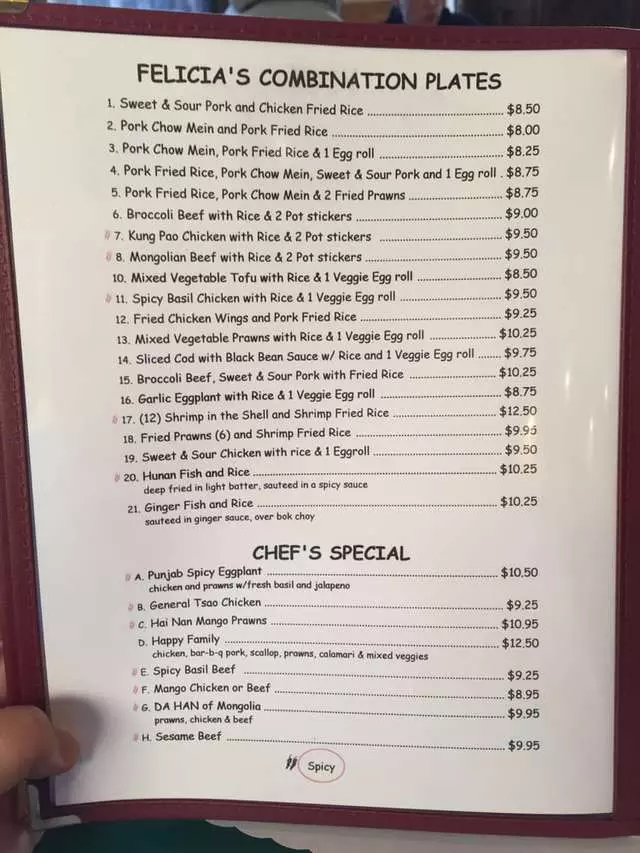 FELICIA'S COMBINATION PLATES
1. Sweet & Sour Pork and Chicken Fried Rice ........ $8.50
2. Pork Chow Mein and Pork Fried Rice ........ $8.00
3. Pork Chow Mein, Pork Fried Rice & 1 Egg roll ........ $8.25
4. Pork Fried Rice, Pork Chow Mein, Sweet & Sour Pork and 1 Egg roll . $8.75
5. Pork Fried Rice, Pork Chow Mein & 2 Fried Prawns ........ $8.75
6. Broccoli Beef with Rice & 2 Pot stickers ........ $9.00
7. Kung Pao Chicken with Rice & 2 Pot stickers ........ $9.50
8. Mongolian Beef with Rice & 2 Pot stickers ........ $9.50
10. Mixed Vegetable Tofu with Rice & 1 Veggie Egg roll ........ $8.50
11. Spicy Basil Chicken with Rice & 1 Veggie Egg roll ........ $9.50
12. Fried Chicken Wings and Pork Fried Rice ........ $9.25
13. Mixed Vegetable Prawns with Rice & 1 Veggie Egg roll ........ $10.25
14. Sliced Cod with Black Bean Sauce w/ Rice and 1 Veggie Egg roll ....... $9.75
15. Broccoli Beef, Sweet & Sour Pork with Fried Rice ........ $10.25
16. Garlic Eggplant with Rice & 1 Veggie Egg roll ........ $8.75
17. (12) Shrimp in the Shell and Shrimp Fried Rice ........ $12.50
18. Fried Prawns (6) and Shrimp Fried Rice ........ $9.95
19. Sweet & Sour Chicken with rice & 1 Eggroll ........ $9.50
20. Hunan Fish and Rice ........ $10.25
deep fried in light batter, sauteed in a spicy sauce
21. Ginger Fish and Rice ........ $10.25
sauteed in ginger sauce, over bok choy
CHEF'S SPECIAL
A. Punjab Spicy Eggplant ........ $10.50
chicken and prawns w/fresh basil and jalapeno
B. General Tsao Chicken ........ $9.25
C. Hai Nan Mango Prawns ........ $10.95
D. Happy Family ........ $12.50
chicken, bar-b-q pork, scallop, prawns, calamari & mixed veggies
E. Spicy Basil Beef ........ $9.25
F. Mango Chicken or Beef ........ $8.95
G. DA HAN of Mongolia ........ $9.95
prawns, chicken & beef
H. Sesame Beef ........ $9.95
Spicy